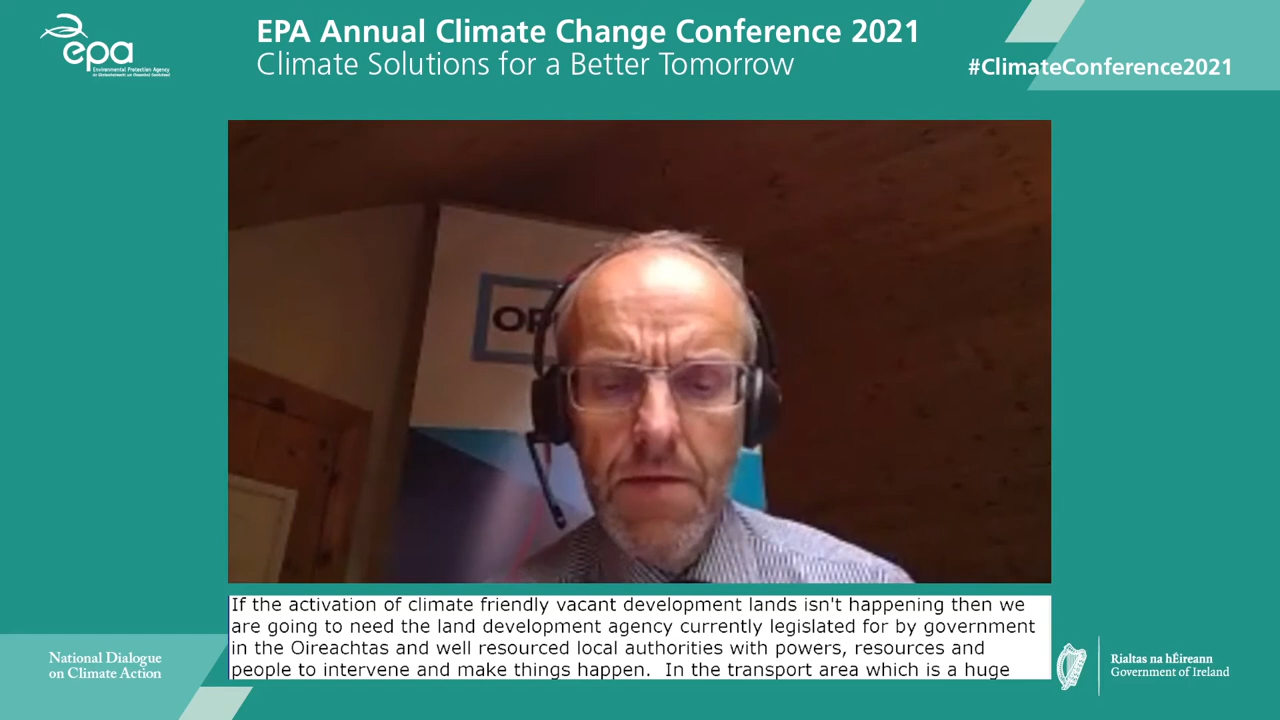 EPA Annual Climate Change Conference 2021
Climate Solutions for a Better Tomorrow
#ClimateConference2021
epa
Environmental Protection Agency
OP
If the activation of climate friendly vacant development lands isn't happening then we
are going to need the land development agency currently legislated for by government
in the Oireachtas and well resourced local authorities with powers, resources and
people to intervene and make things happen. In the transport area which is a huge
National Dialogue
on Climate Action
Rialtas na hÉireann
Government of Ireland